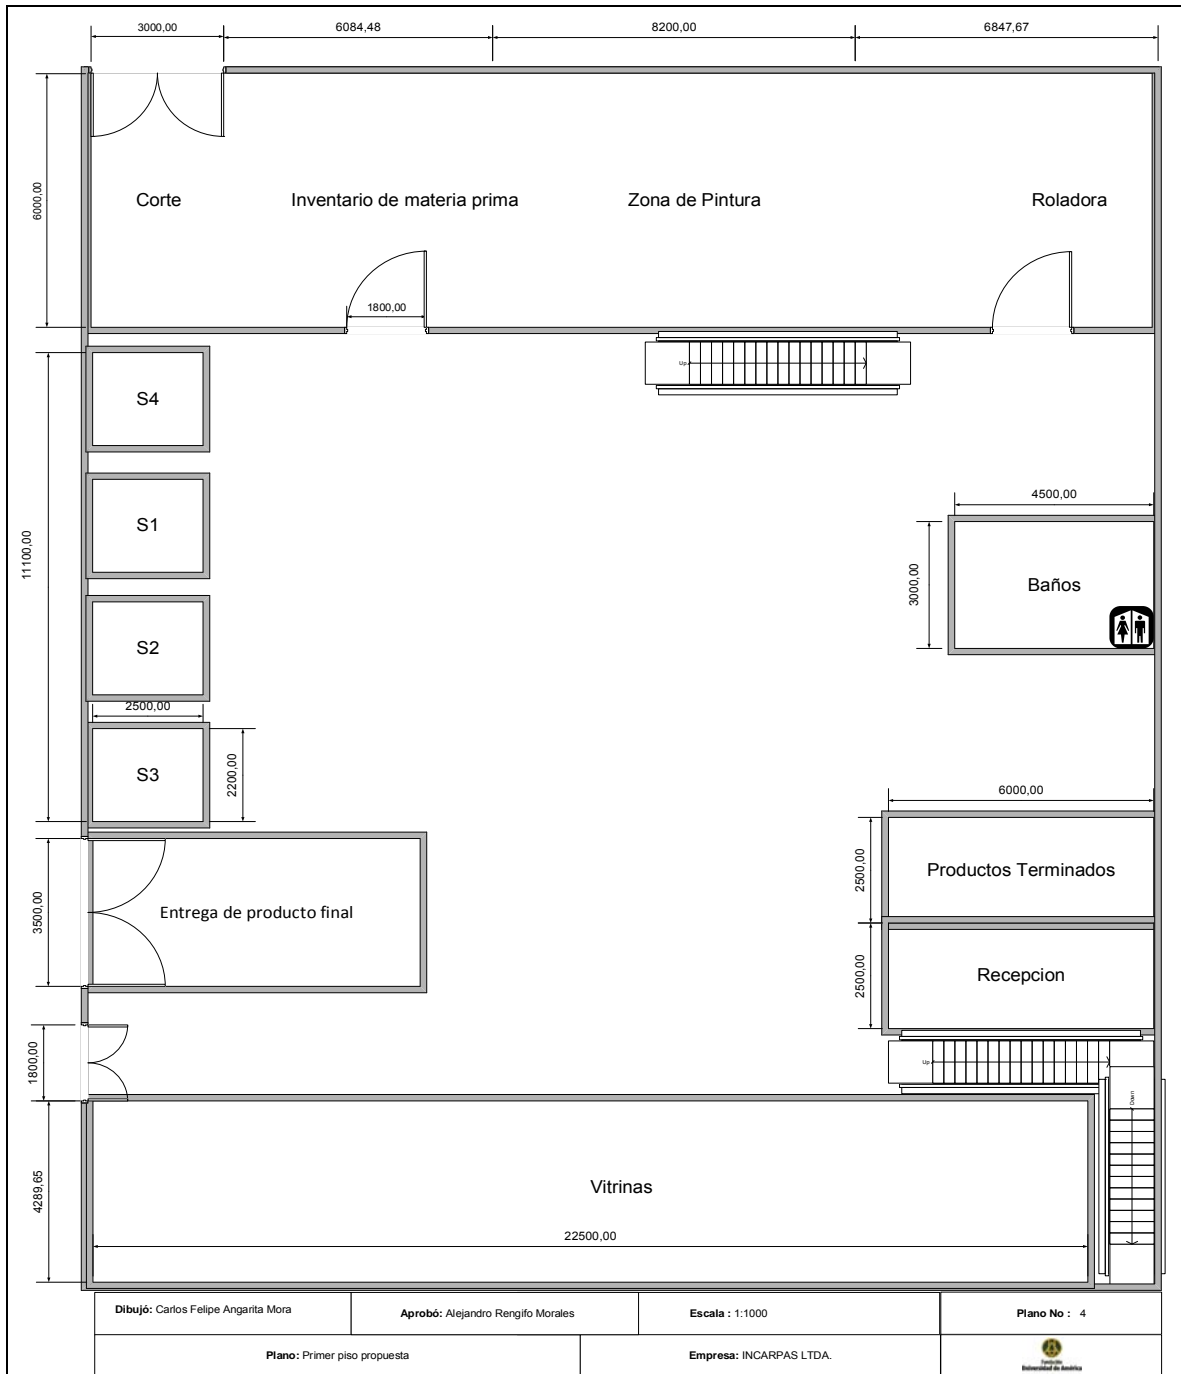 3000,00
6084,48
8200,00
6847,67
6000,00
Corte
Inventario de materia prima
Zona de Pintura
Roladora
1800,00
Up
S4
11100,00
S1
4500,00
3000,00
Baños
S2
2500,00
S3
2200,00
6000,00
2500,00
Productos Terminados
3500,00
Entrega de producto final
2500,00
Recepcion
1800,00
Up
Down
4289,65
Vitrinas
22500,00
Dibujó: Carlos Felipe Angarita Mora
Aprobó: Alejandro Rengifo Morales
Escala : 1:1000
Plano No : 4
Plano: Primer piso propuesta
Empresa: INCARPAS LTDA.
Fundación
Universidad de América